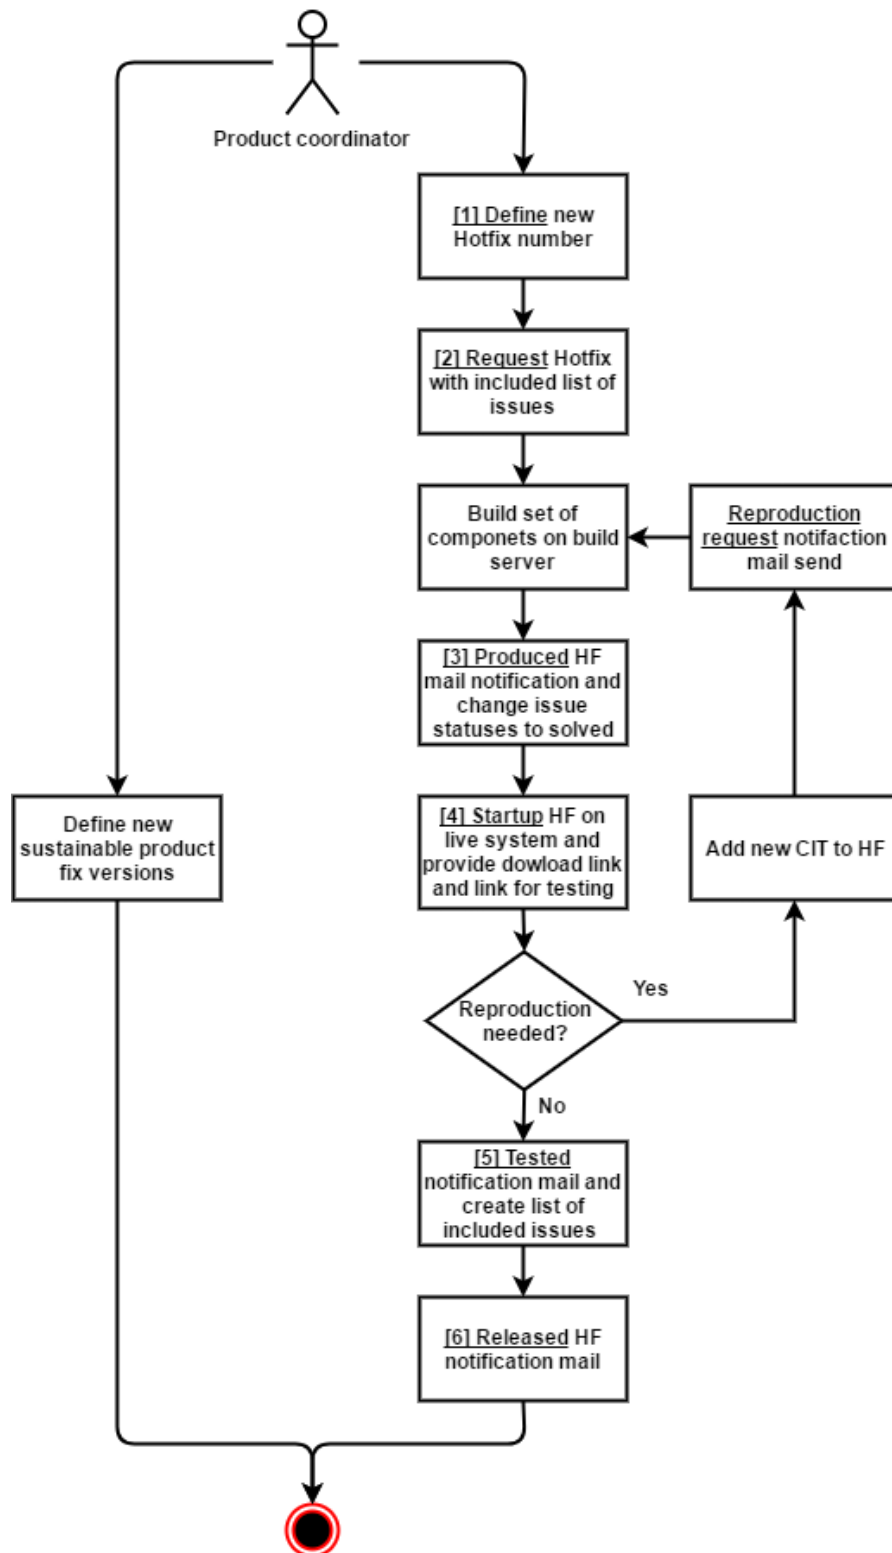 Product coordinator
[1] Define new
Hotfix number
[2] Request Hotfix
with included list of
issues
Build set of
componets on build
server
Reproduction
request notifaction
mail send
[3] Produced HF
mail notification and
change issue
statuses to solved
Define new
sustainable product
fix versions
[4] Startup HF on
live system and
provide dowload link
and link for testing
Add new CIT to HF
Reproduction
needed?
Yes
No
[5] Tested
notification mail and
create list of
included issues
[6] Released HF
notification mail